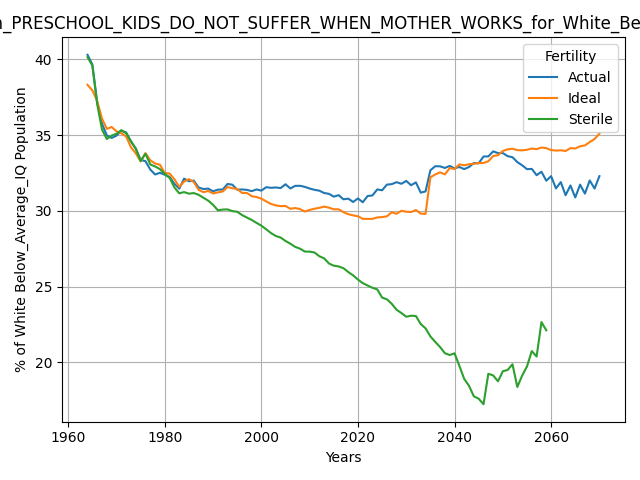 PRESCHOOL_KIDS_DO_NOT_SUFFER_WHEN_MOTHER_WORKS_for_White_Be
Fertility
Actual
Ideal
Sterile
% of White Below_Average_IQ Population
40
35
30
25
20
1960
1980
2000
2020
2040
2060
Years